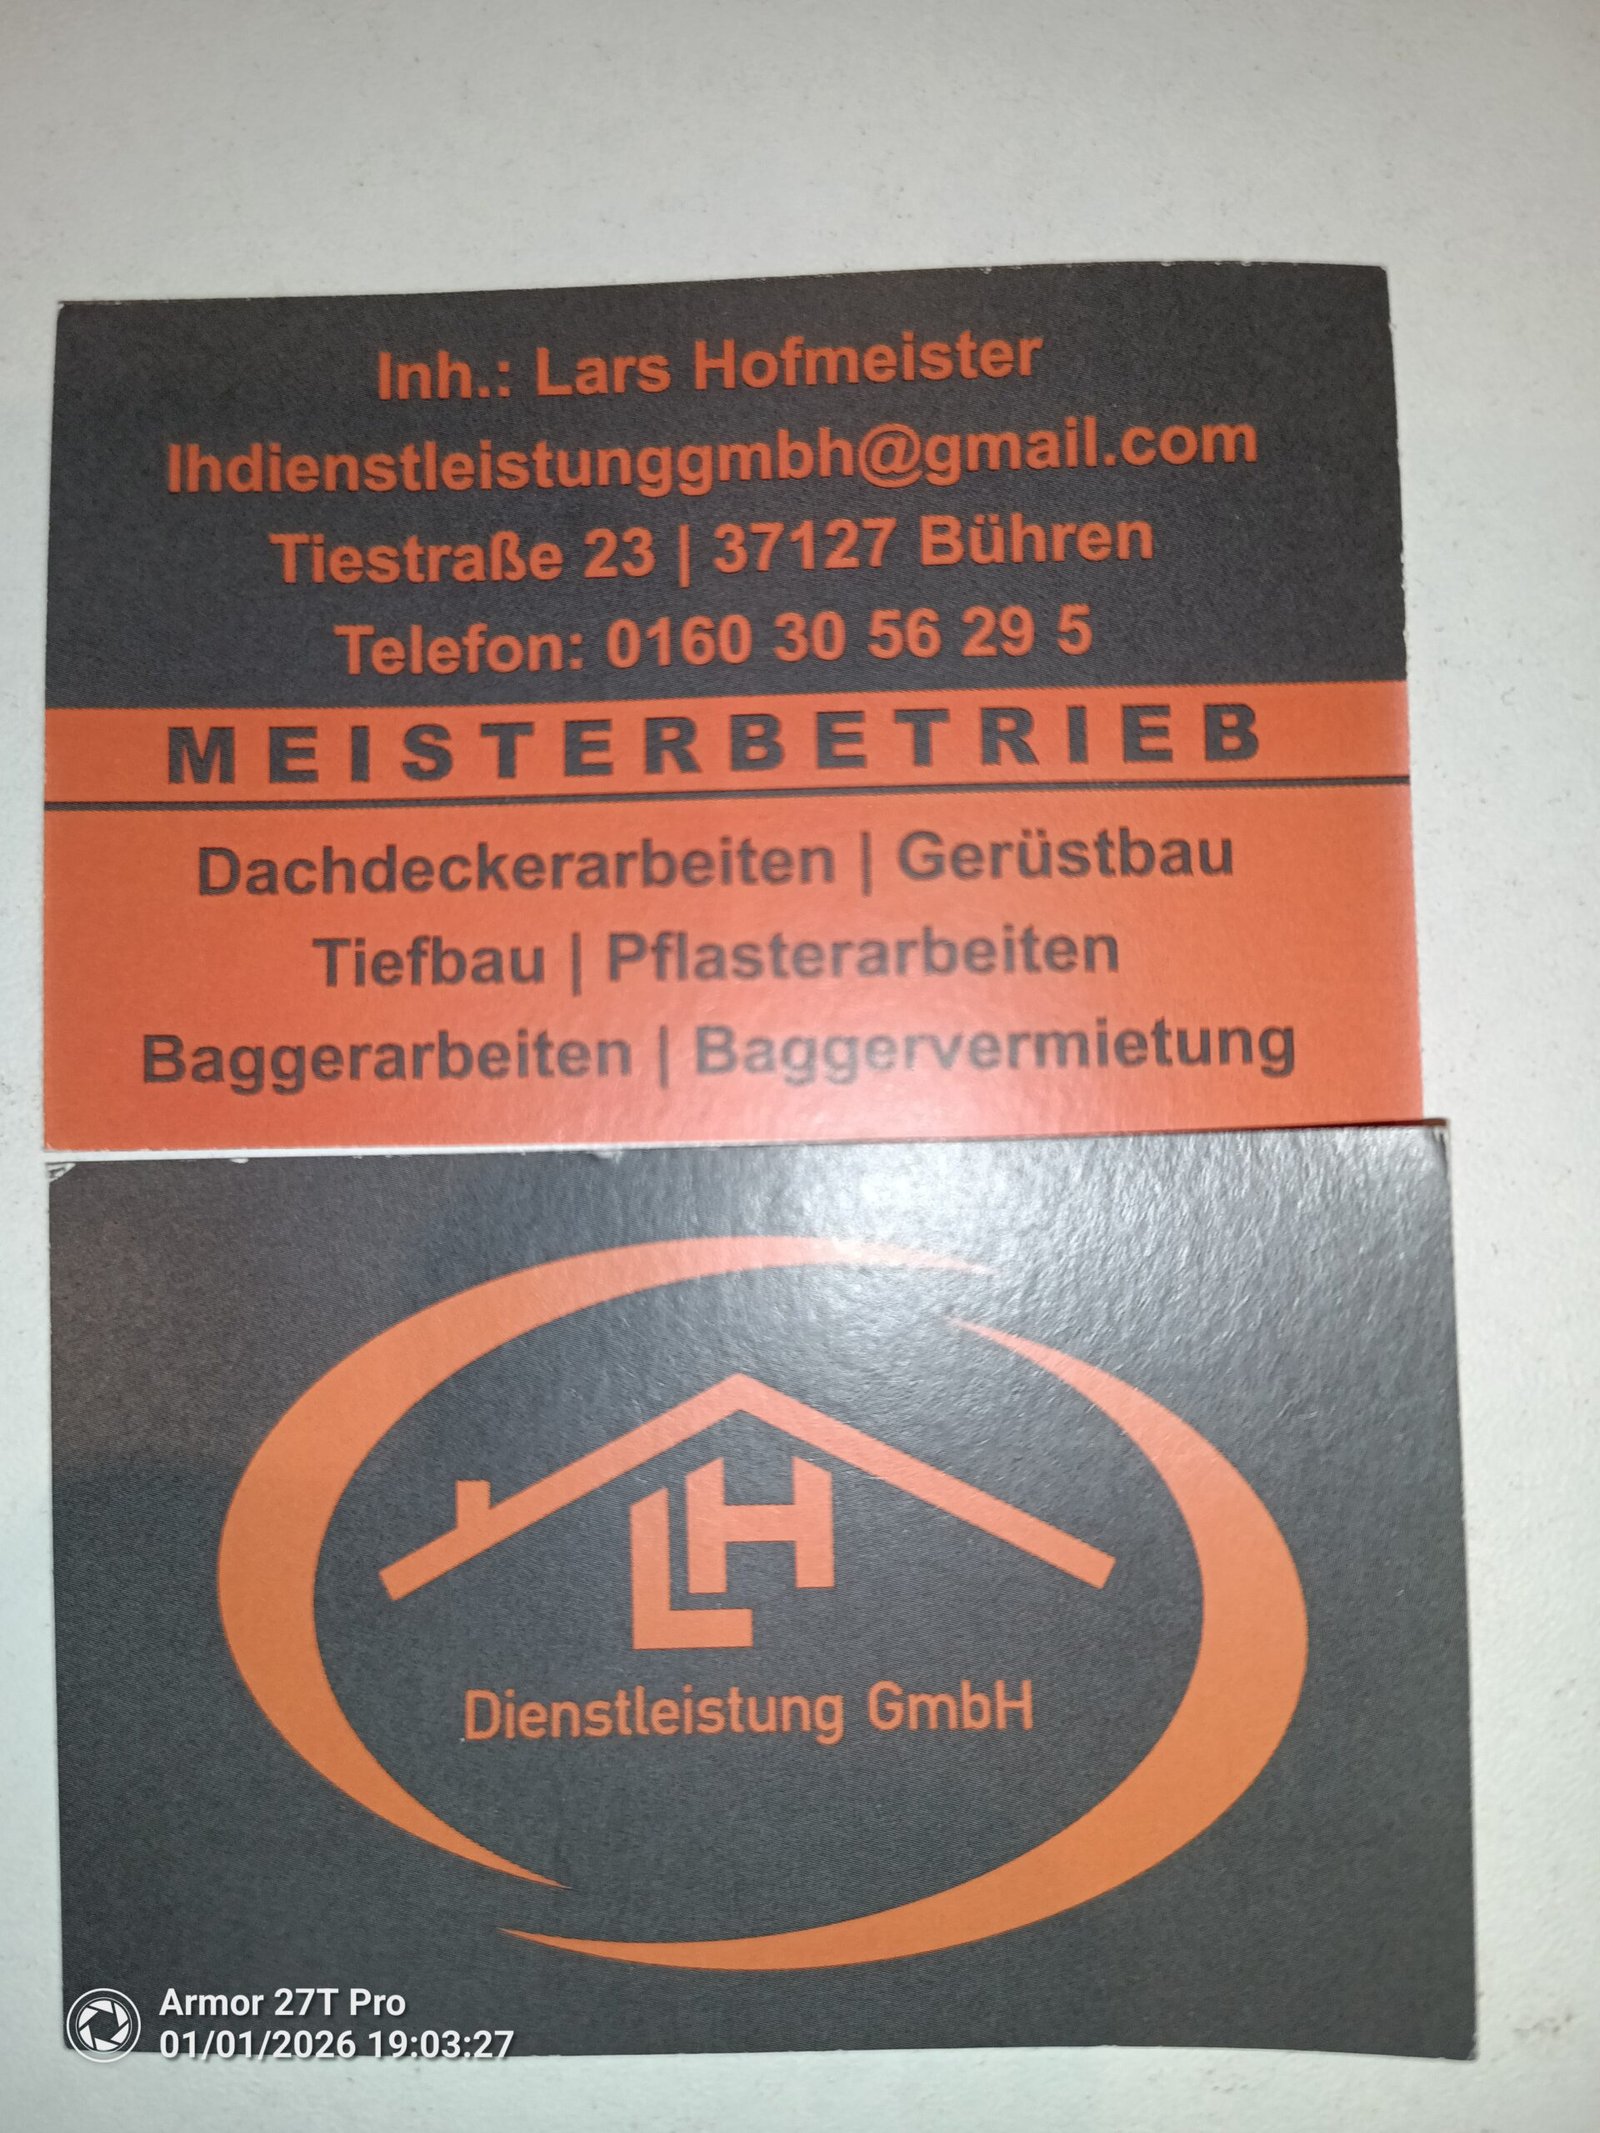 Inh.: Lars Hofmeister
lhdienstleistunggmbh@gmail.com
Tiestraße 23 | 37127 Bühren
Telefon: 0160 30 56 29 5
MEISTERBETRIEB
Dachdeckerarbeiten | Gerüstbau
Tiefbau | Pflasterarbeiten
Baggerarbeiten | Baggervermietung
LH
Dienstleistung GmbH
Armor 27T Pro
01/01/2026 19:03:27